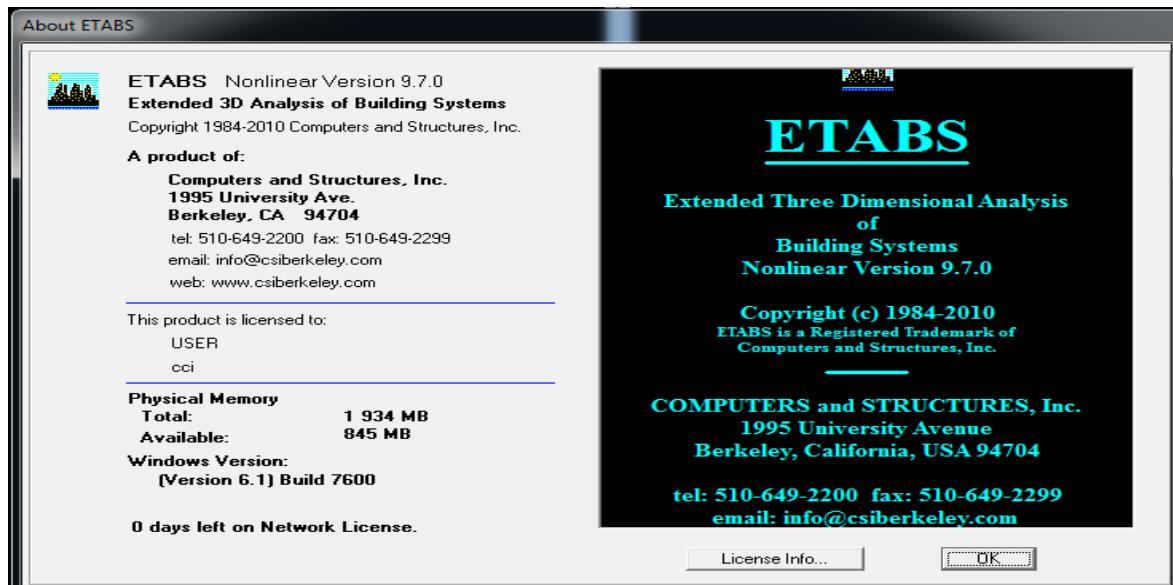 About ETABS
ETABS Nonlinear Version 9.7.0
Extended 3D Analysis of Building Systems
Copyright 1984-2010 Computers and Structures, Inc.
A product of:
Computers and Structures, Inc.
1995 University Ave.
Berkeley, CA 94704
tel: 510-649-2200 fax: 510-649-2299
email: info@csiberkeley.com
web: www.csiberkeley.com
This product is licensed to:
USER
cci
Physical Memory
Total: 1 934 MB
Available: 845 MB
Windows Version:
(Version 6.1) Build 7600
0 days left on Network License.
ETABS
Extended Three Dimensional Analysis
of
Building Systems
Nonlinear Version 9.7.0
Copyright (c) 1984-2010
ETABS is a Registered Trademark of
Computers and Structures, Inc.
COMPUTERS and STRUCTURES, Inc.
1995 University Avenue
Berkeley, California, USA 94704
tel: 510-649-2200 fax: 510-649-2299
email: info@csiberkeley.com
License Info...
OK